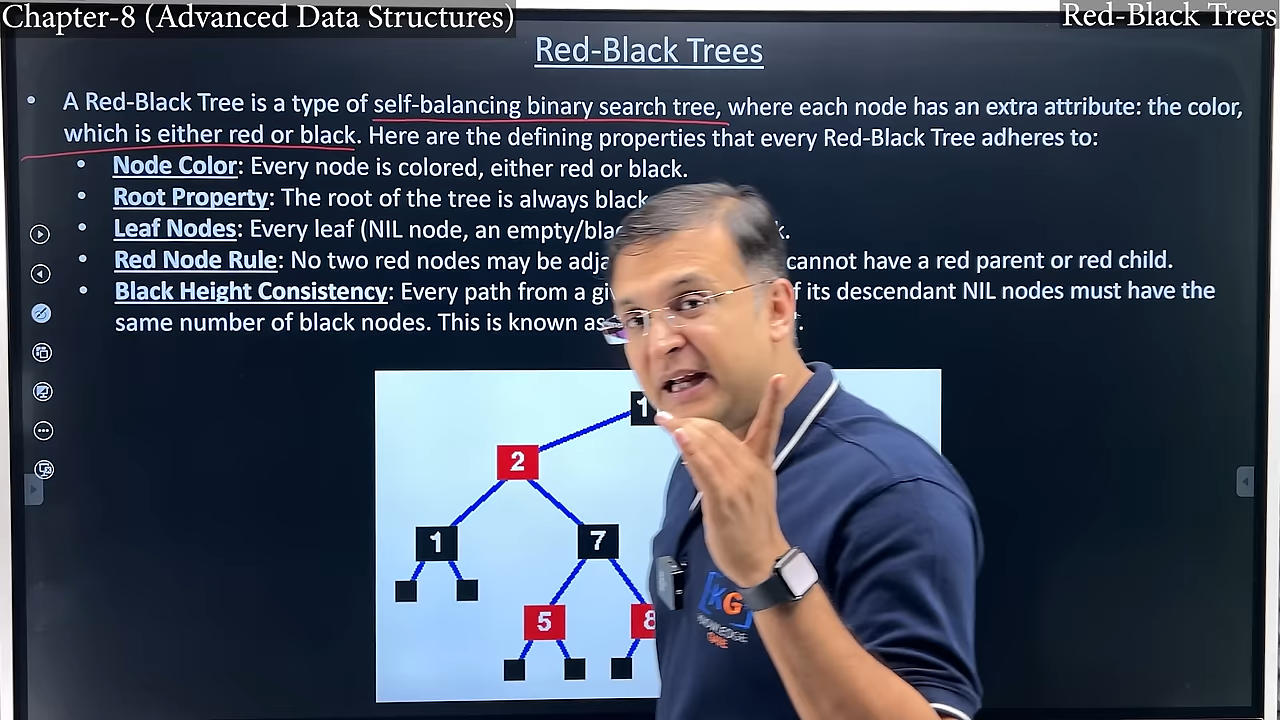 Chapter-8 (Advanced Data Structures)
Red-Black Trees
Red-Black Trees
• A Red-Black Tree is a type of self-balancing binary search tree, where each node has an extra attribute: the color,
which is either red or black. Here are the defining properties that every Red-Black Tree adheres to:
• Node Color: Every node is colored, either red or black.
• Root Property: The root of the tree is always black
• Leaf Nodes: Every leaf (NIL node, an empty/
• Red Node Rule: No two red nodes may be cannot have a red parent or red child.
• Black Height Consistency: Every path from a of its descendant NIL nodes must have the
same number of black nodes. This is known as
2
1
7
5
8
KG
KNOWLEDGE
GATE